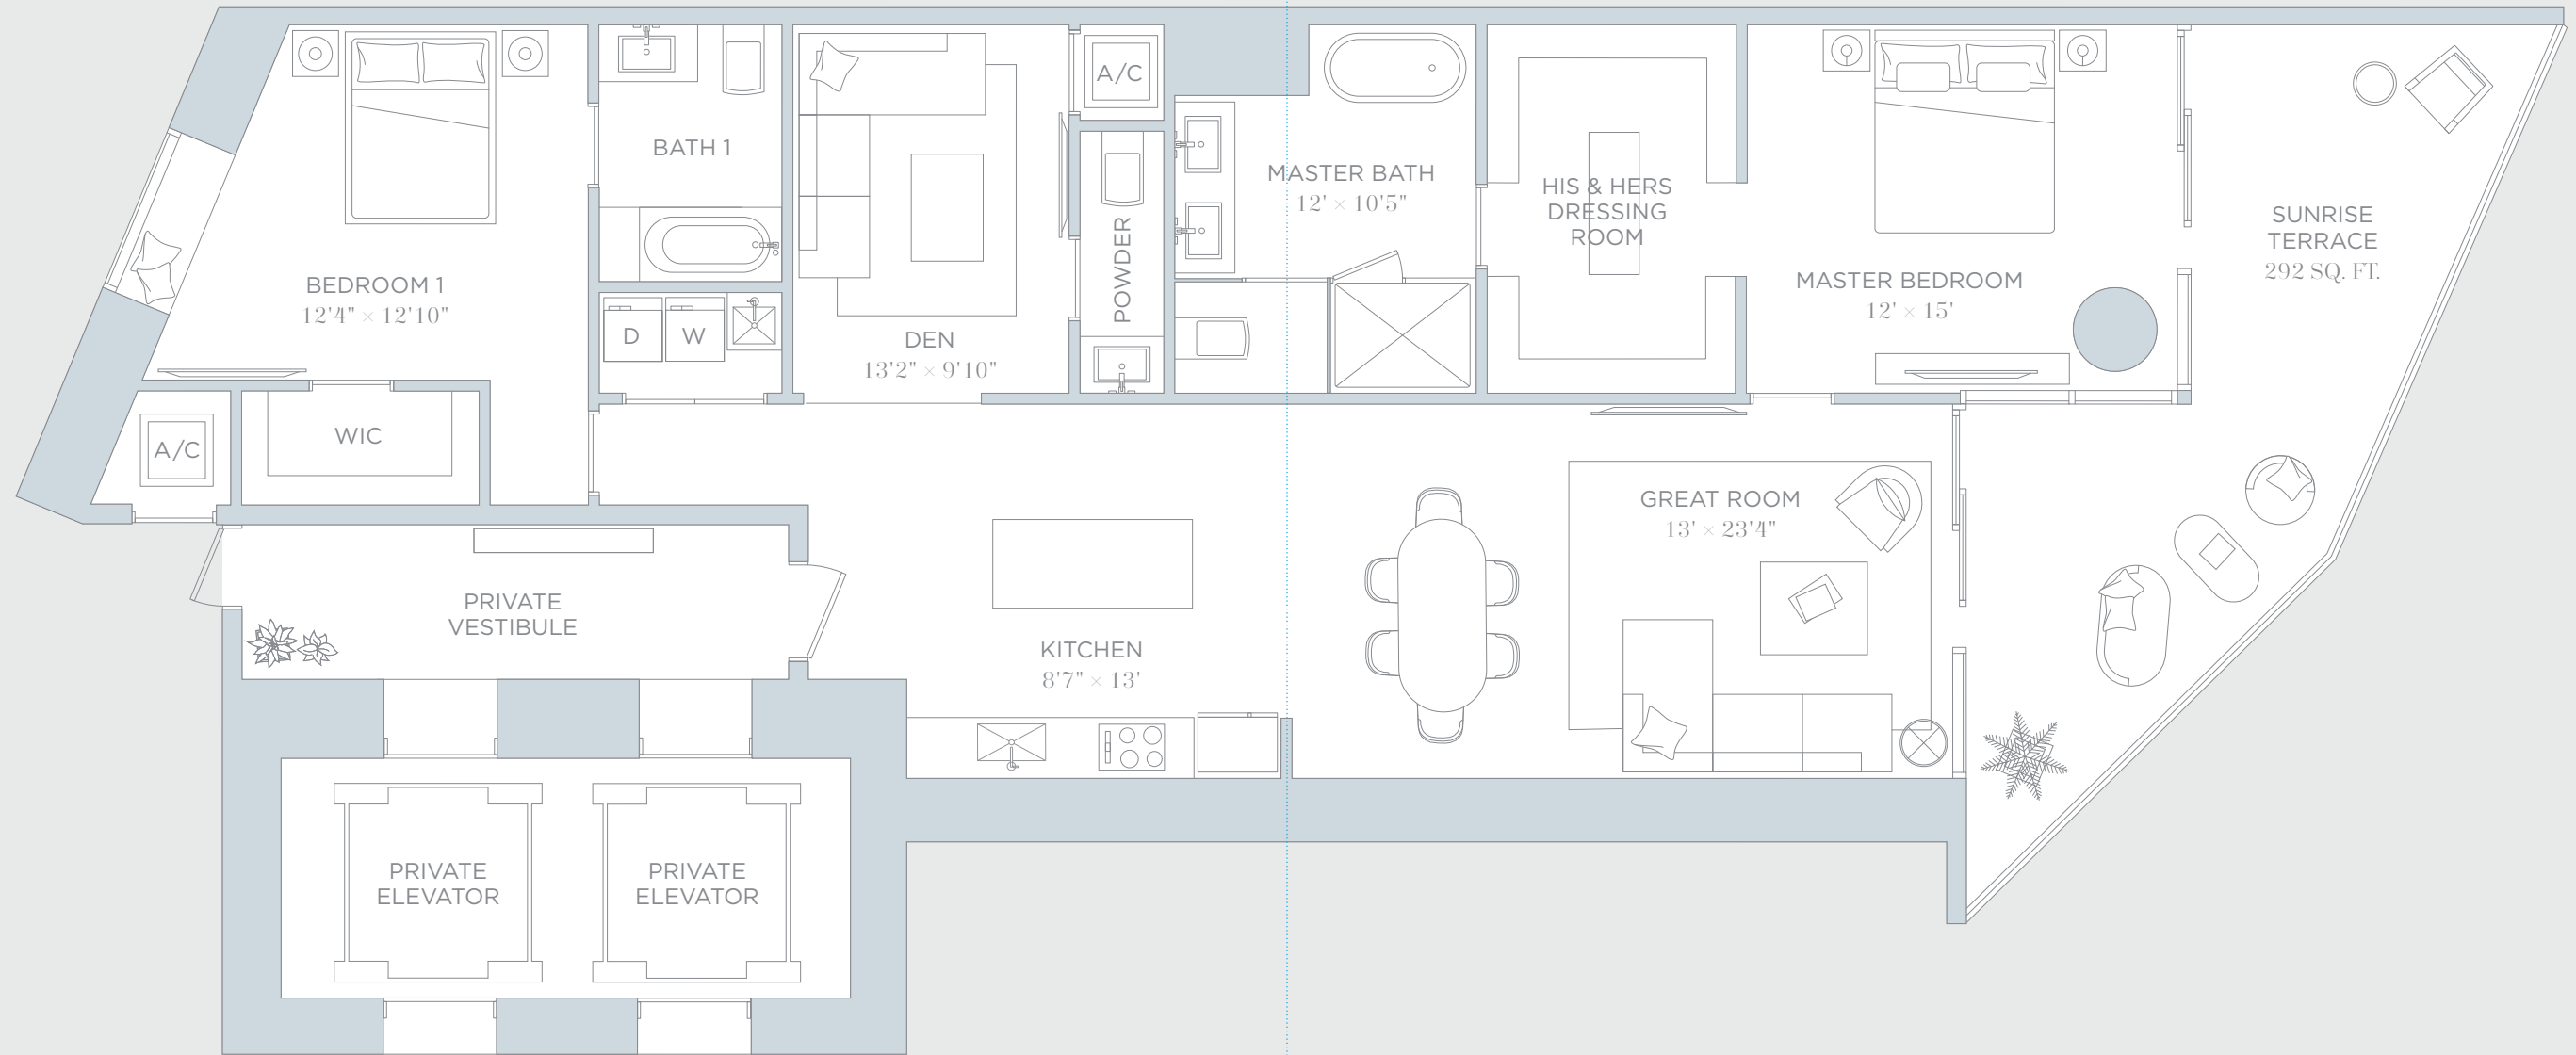 A/C
BATH 1
MASTER BATH
12' × 10'5"
HIS & HERS
DRESSING
ROOM
SUNRISE
TERRACE
292 SQ. FT.
POWDER
BEDROOM 1
12'4" × 12'10"
MASTER BEDROOM
12' × 15'
D
W
DEN
13'2" × 9'10"
A/C
WIC
GREAT ROOM
13' × 23'4"
PRIVATE
VESTIBULE
KITCHEN
8'7" × 13'
PRIVATE
ELEVATOR
PRIVATE
ELEVATOR